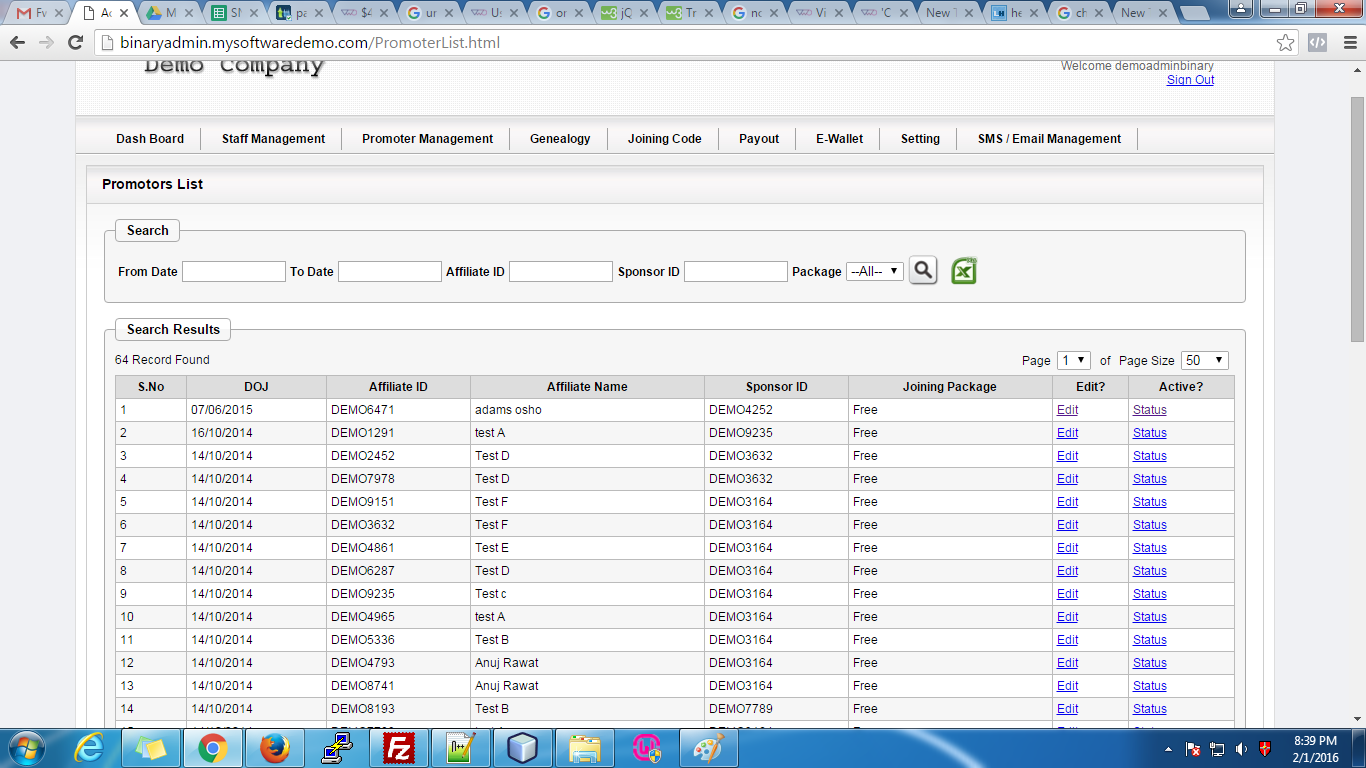 Fw
Ac
M
SM
pa
$4
ur
Us
or
jQ
Tr
nc
Vi
'C
New T
he
ch
New
binaryadmin.mysoftwaredemo.com/PromoterList.html
Demo Company
Welcome demoadminbinary
Sign Out
Dash Board Staff Management Promoter Management Genealogy Joining Code Payout E-Wallet Setting SMS / Email Management
Promotors List
Search
From Date To Date Affiliate ID Sponsor ID Package --All--
Search Results
64 Record Found Page 1 of Page Size 50
S.No DOJ Affiliate ID Affiliate Name Sponsor ID Joining Package Edit? Active?
1 07/06/2015 DEMO6471 adams osho DEMO4252 Free Edit Status
2 16/10/2014 DEMO1291 test A DEMO9235 Free Edit Status
3 14/10/2014 DEMO2452 Test D DEMO3632 Free Edit Status
4 14/10/2014 DEMO7978 Test D DEMO3632 Free Edit Status
5 14/10/2014 DEMO9151 Test F DEMO3164 Free Edit Status
6 14/10/2014 DEMO3632 Test F DEMO3164 Free Edit Status
7 14/10/2014 DEMO4861 Test E DEMO3164 Free Edit Status
8 14/10/2014 DEMO6287 Test D DEMO3164 Free Edit Status
9 14/10/2014 DEMO9235 Test c DEMO3164 Free Edit Status
10 14/10/2014 DEMO4965 test A DEMO3164 Free Edit Status
11 14/10/2014 DEMO5336 Test B DEMO3164 Free Edit Status
12 14/10/2014 DEMO4793 Anuj Rawat DEMO3164 Free Edit Status
13 14/10/2014 DEMO8741 Anuj Rawat DEMO3164 Free Edit Status
14 14/10/2014 DEMO8193 Test B DEMO7789 Free Edit Status
8:39 PM
2/1/2016